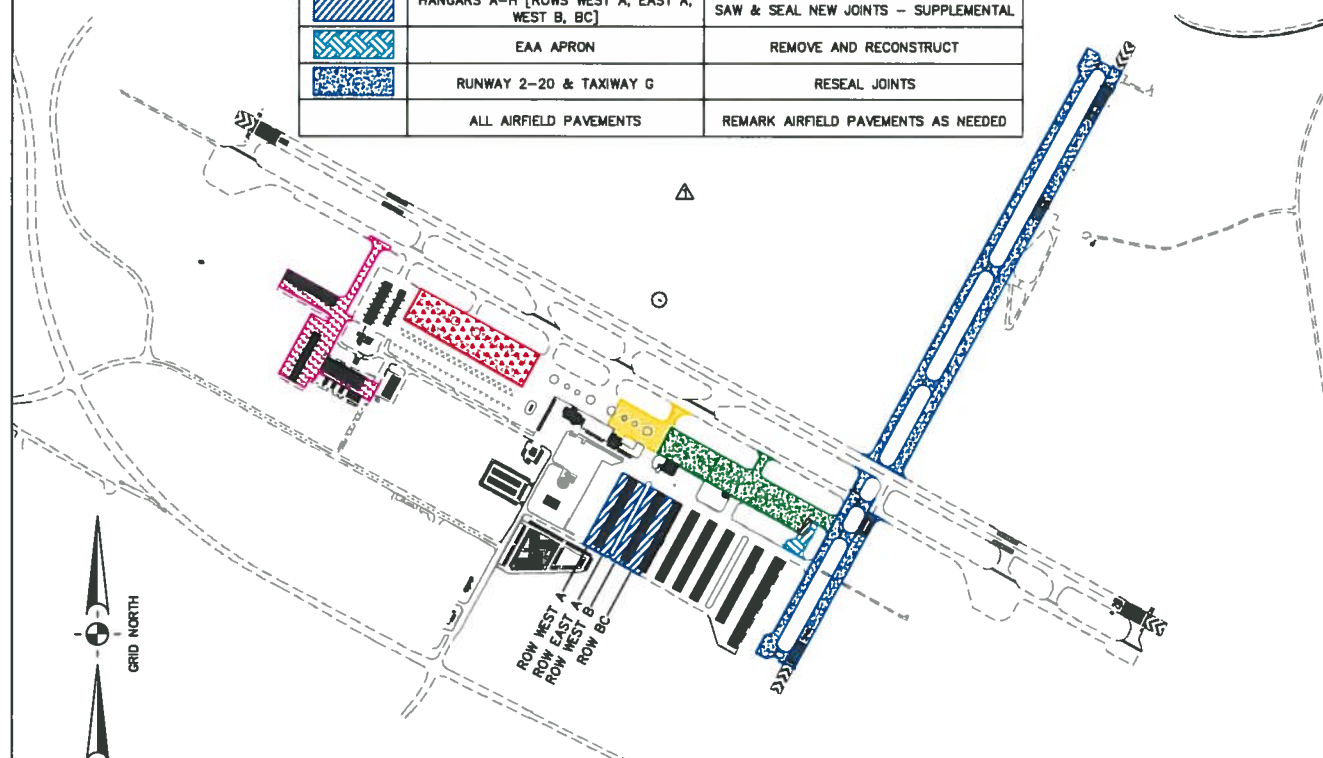 HANGARS A-H [ROWS WEST A, EAST A,
WEST B, BC]
SAW & SEAL NEW JOINTS - SUPPLEMENTAL
EAA APRON
REMOVE AND RECONSTRUCT
RUNWAY 2-20 & TAXIWAY G
RESEAL JOINTS
ALL AIRFIELD PAVEMENTS
REMARK AIRFIELD PAVEMENTS AS NEEDED
1
ROW WEST A
ROW EAST A
ROW WEST B
ROW BC
GRID NORTH